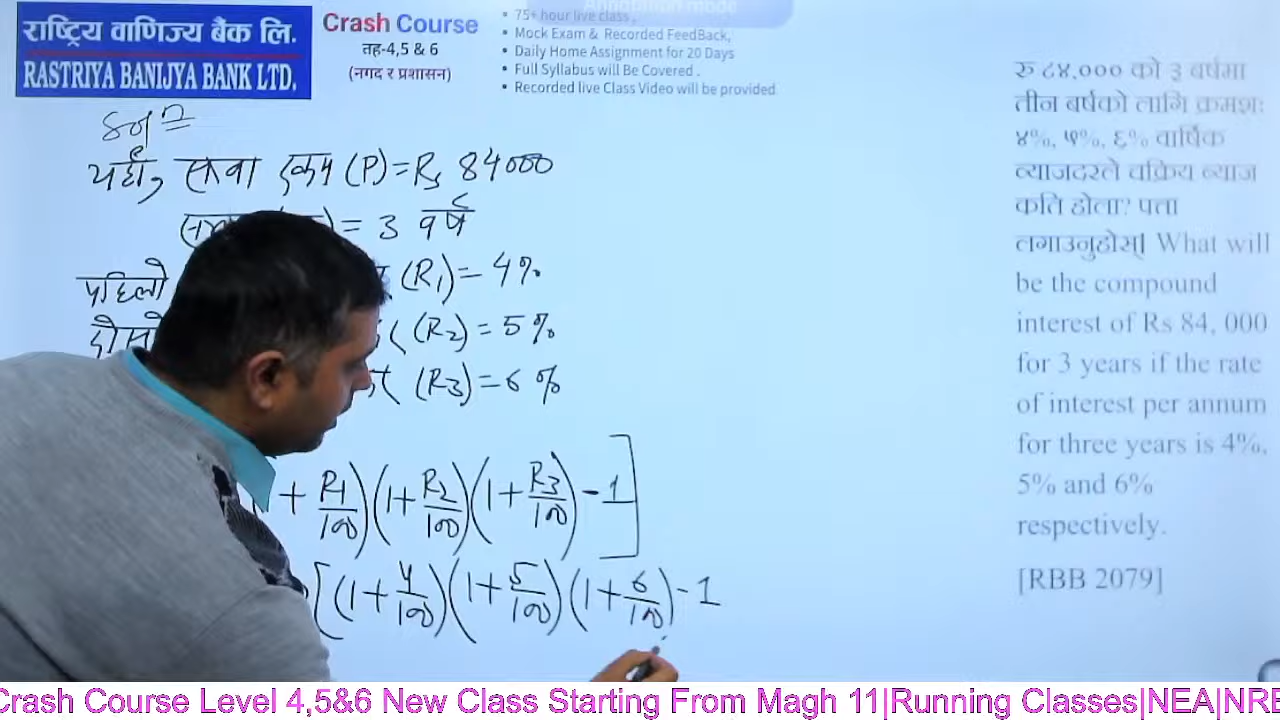 Annotation mode
राष्ट्रिय वाणिज्य बैंक लि.
RASTRIYA BANIJYA BANK LTD.
Crash Course
तह-4,5 & 6
(नगद र प्रशासन)
• 75+ hour live class ,
• Mock Exam & Recorded FeedBack,
• Daily Home Assignment for 20 Days
• Full Syllabus will Be Covered .
• Recorded live Class Video will be provided
रु ८४,००० को ३ बर्षमा
तीन बर्षको लागि क्रमशः
४%, ५%, ६% वार्षिक
व्याजदरले चक्रिय ब्याज
कति होला? पत्ता
लगाउनुहोस्| What will
be the compound
interest of Rs 84, 000
for 3 years if the rate
of interest per annum
for three years is 4%,
5% and 6%
respectively.
[RBB 2079]
यहाँ, (P) = Rs 84000
= 3 वर्ष
पहिलो (R1) = 4%
(R2) = 5%
(R3) = 6%
+ R1/100)(1 + R2/100)(1 + R3/100) - 1]
[(1 + 4/100)(1 + 5/100)(1 + 6/100) - 1
Crash Course Level 4,5&6 New Class Starting From Magh 11|Running Classes|NEA|NRB